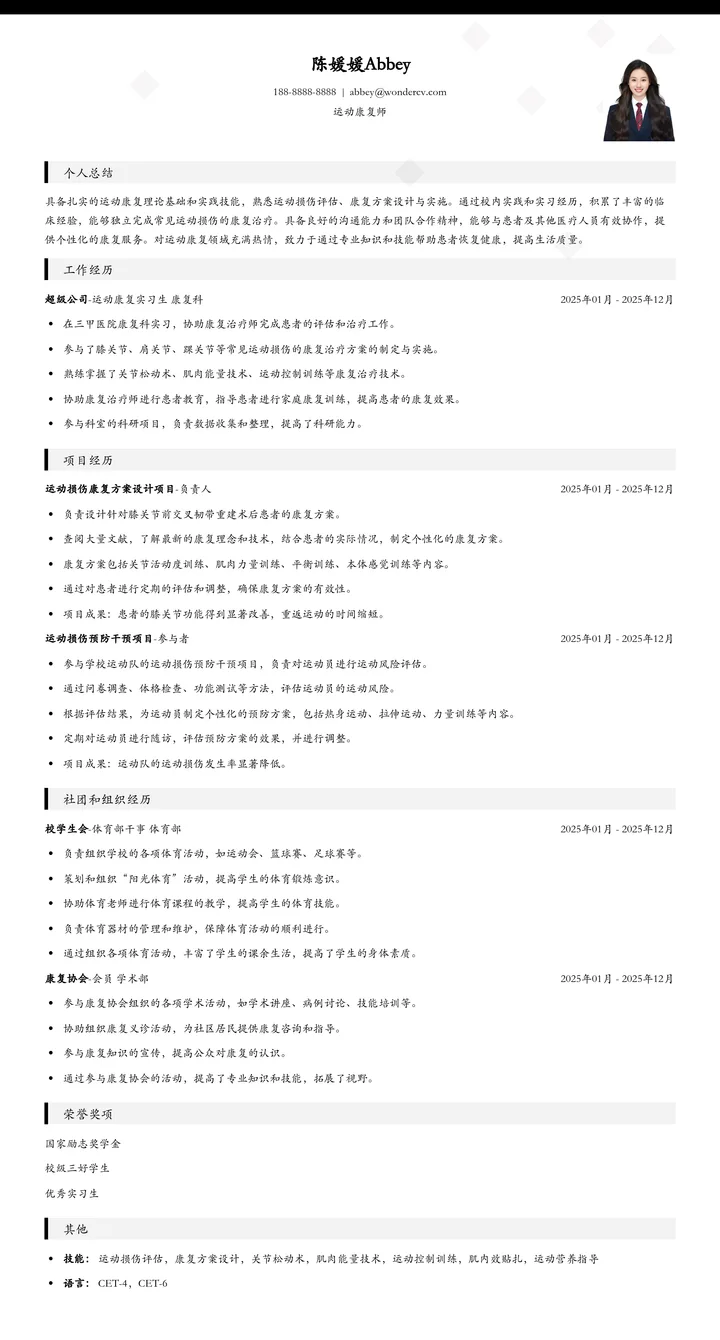 陈媛媛Abbey
188-8888-8888 | abbey@wondercv.com
运动康复师
个人总结
具备扎实的运动康复理论基础和实践技能，熟悉运动损伤评估、康复方案设计与实施。通过校内实践和实习经历，积累了丰富的临
床经验，能够独立完成常见运动损伤的康复治疗。具备良好的沟通能力和团队合作精神，能够与患者及其他医疗人员有效协作，提
供个性化的康复服务。对运动康复领域充满热情，致力于通过专业知识和技能帮助患者恢复健康，提高生活质量。
工作经历
超级公司-运动康复实习生 康复科 2025年01月 - 2025年12月
• 在三甲医院康复科实习，协助康复治疗师完成患者的评估和治疗工作。
• 参与了膝关节、肩关节、踝关节等常见运动损伤的康复治疗方案的制定与实施。
• 熟练掌握了关节松动术、肌肉能量技术、运动控制训练等康复治疗技术。
• 协助康复治疗师进行患者教育，指导患者进行家庭康复训练，提高患者的康复效果。
• 参与科室的科研项目，负责数据收集和整理，提高了科研能力。
项目经历
运动损伤康复方案设计项目-负责人 2025年01月 - 2025年12月
• 负责设计针对膝关节前交叉韧带重建术后患者的康复方案。
• 查阅大量文献，了解最新的康复理念和技术，结合患者的实际情况，制定个性化的康复方案。
• 康复方案包括关节活动度训练、肌肉力量训练、平衡训练、本体感觉训练等内容。
• 通过对患者进行定期的评估和调整，确保康复方案的有效性。
• 项目成果：患者的膝关节功能得到显著改善，重返运动的时间缩短。
运动损伤预防干预项目-参与者 2025年01月 - 2025年12月
• 参与学校运动队的运动损伤预防干预项目，负责对运动员进行运动风险评估。
• 通过问卷调查、体格检查、功能测试等方法，评估运动员的运动风险。
• 根据评估结果，为运动员制定个性化的预防方案，包括热身运动、拉伸运动、力量训练等内容。
• 定期对运动员进行随访，评估预防方案的效果，并进行调整。
• 项目成果：运动队的运动损伤发生率显著降低。
社团和组织经历
校学生会-体育部干事 体育部 2025年01月 - 2025年12月
• 负责组织学校的各项体育活动，如运动会、篮球赛、足球赛等。
• 策划和组织“阳光体育”活动，提高学生的体育锻炼意识。
• 协助体育老师进行体育课程的教学，提高学生的体育技能。
• 负责体育器材的管理和维护，保障体育活动的顺利进行。
• 通过组织各项体育活动，丰富了学生的课余生活，提高了学生的身体素质。
康复协会-会员 学术部 2025年01月 - 2025年12月
• 参与康复协会组织的各项学术活动，如学术讲座、病例讨论、技能培训等。
• 协助组织康复义诊活动，为社区居民提供康复咨询和指导。
• 参与康复知识的宣传，提高公众对康复的认识。
• 通过参与康复协会的活动，提高了专业知识和技能，拓展了视野。
荣誉奖项
国家励志奖学金
校级三好学生
优秀实习生
其他
• 技能： 运动损伤评估，康复方案设计，关节松动术，肌肉能量技术，运动控制训练，肌内效贴扎，运动营养指导
• 语言： CET-4，CET-6